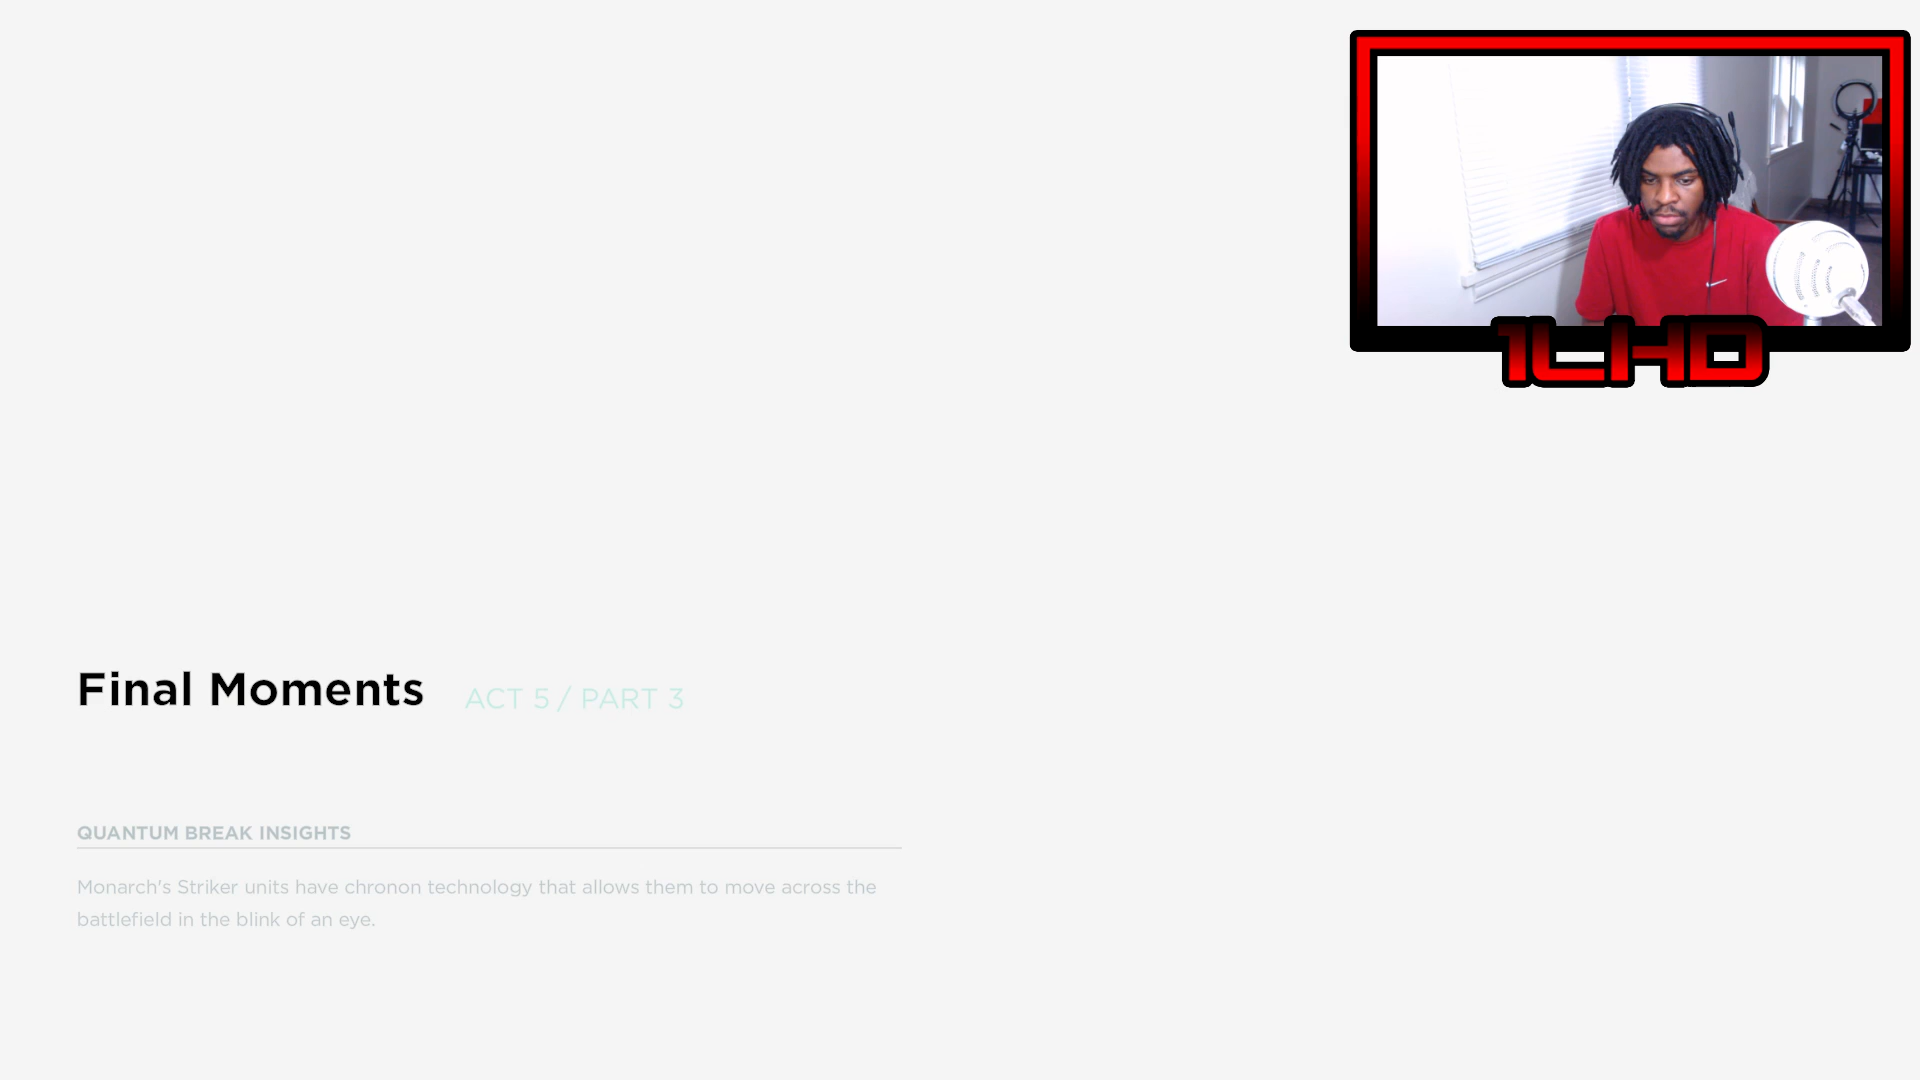 1LHD
Final Moments ACT 5 / PART 3
QUANTUM BREAK INSIGHTS
Monarch's Striker units have chronon technology that allows them to move across the
battlefield in the blink of an eye.